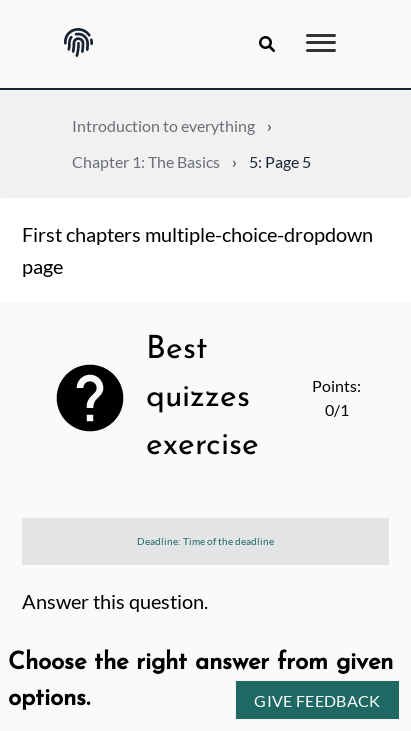 Introduction to everything ›
Chapter 1: The Basics › 5: Page 5
First chapters multiple-choice-dropdown
page
Best
quizzes
exercise
Points:
0/1
Deadline: Time of the deadline
Answer this question.
Choose the right answer from given
options.
GIVE FEEDBACK